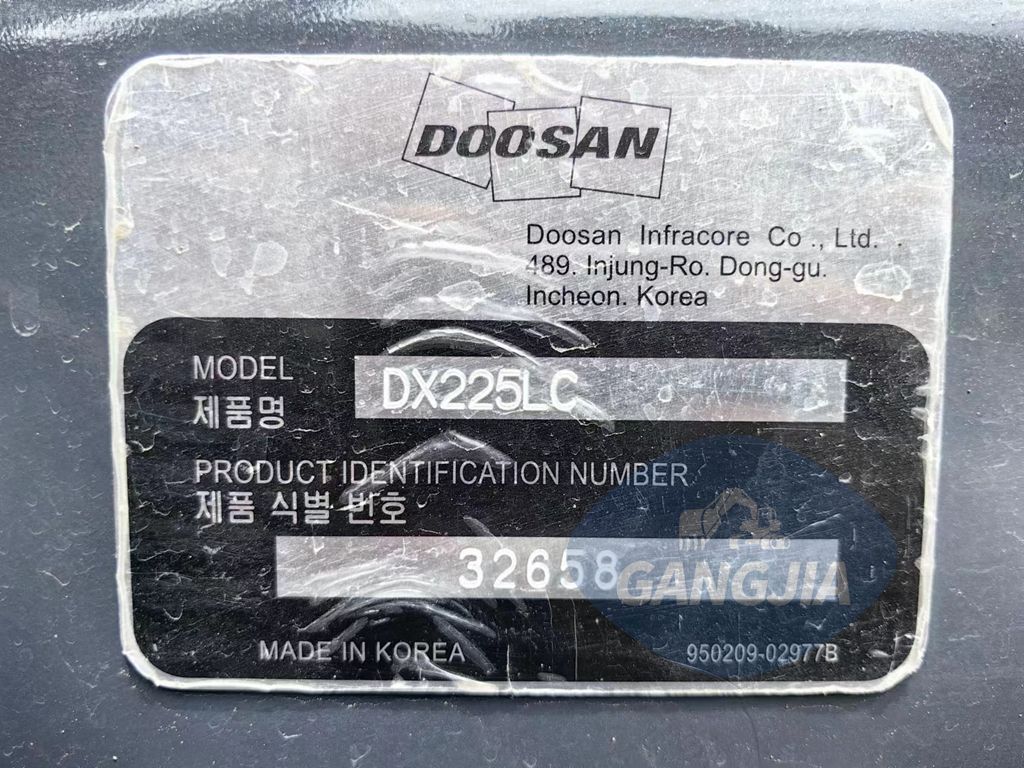 DOOSAN
Doosan Infracore Co ., Ltd.
489. Injung-Ro. Dong-gu.
Incheon. Korea
MODEL
제품명
DX225LC
PRODUCT IDENTIFICATION NUMBER
제품 식별 번호
32658
GANGJIA
MADE IN KOREA
950209-02977B